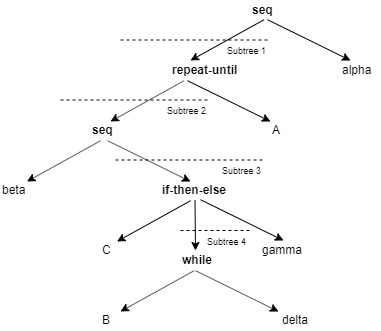 seq
Subtree 1
repeat-until
alpha
Subtree 2
seq
A
Subtree 3
beta
if-then-else
Subtree 4
C
gamma
while
B
delta